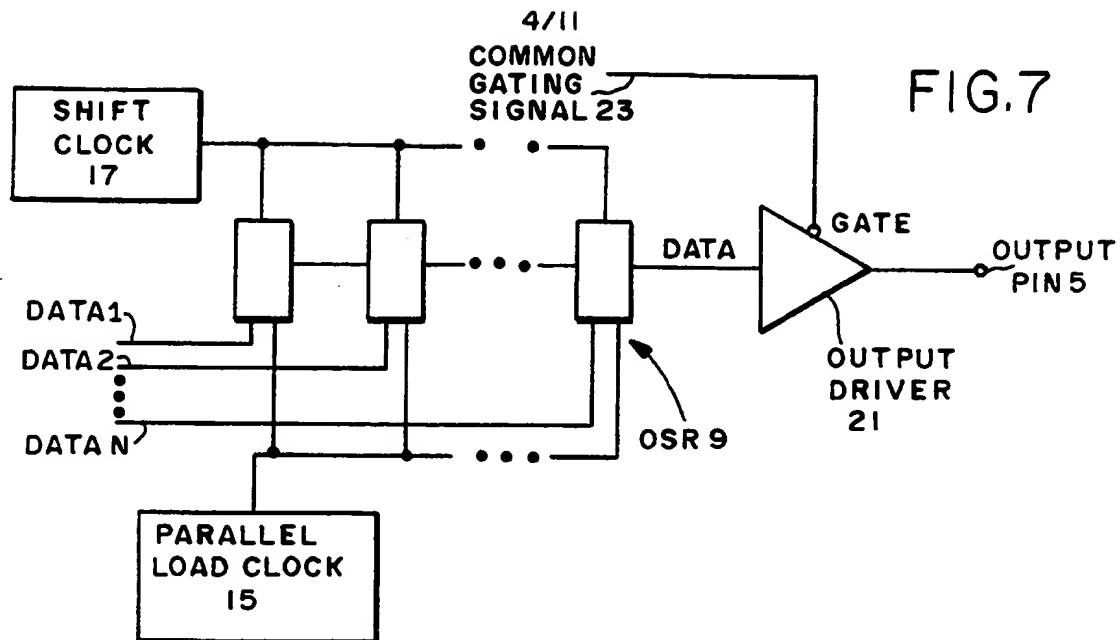 4/11
COMMON
GATING
SIGNAL 23
FIG.7
SHIFT
CLOCK
17
GATE
DATA
OUTPUT
PIN 5
DATA1
DATA2
DATA N
OUTPUT
DRIVER
21
OSR 9
PARALLEL
LOAD CLOCK
15